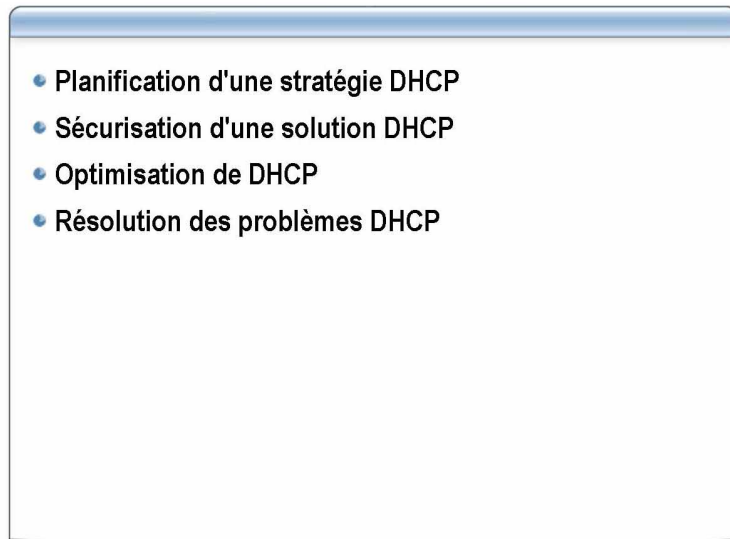 Planification d'une stratégie DHCP
Sécurisation d'une solution DHCP
Optimisation de DHCP
Résolution des problèmes DHCP